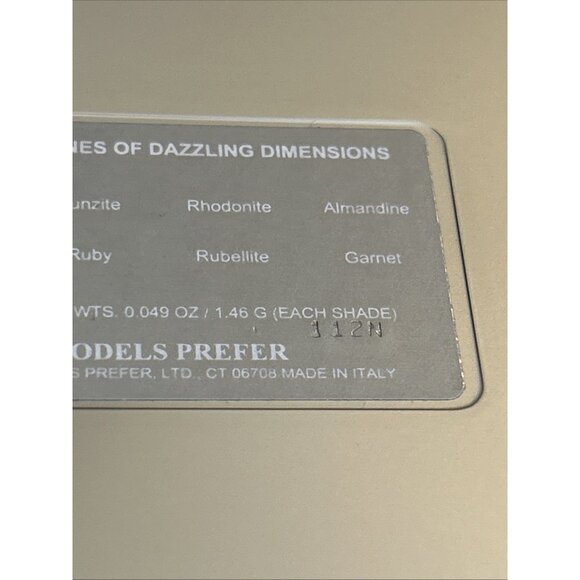 NES OF DAZZLING DIMENSIONS
unzite Rhodonite Almandine
Ruby Rubellite Garnet
WTS. 0.049 OZ / 1.46 G (EACH SHADE)
112N
ODELS PREFER
S PREFER, LTD., CT 06708 MADE IN ITALY